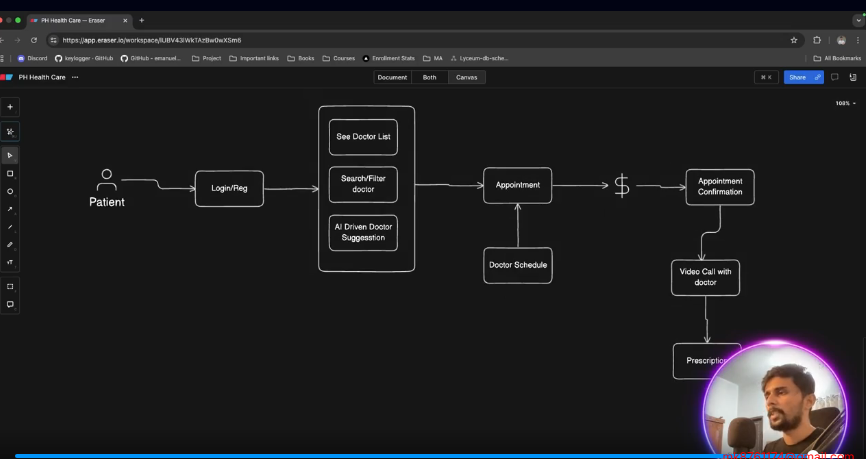 PH Health Care -- Eraser
https://app.eraser.io/workspace/IUBV43IWkTAzBw0wXSm6
Discord
keylogger - GitHub
GitHub - emanuel...
Project
Important links
Books
Courses
Enrollment Stats
MA
Lyceum-db-sche...
All Bookmarks
PH Health Care
Document
Both
Canvas
⌘ K
Share
108%
See Doctor List
Search/Filter
doctor
AI Driven Doctor
Suggesstion
Patient
Login/Reg
Appointment
$
Appointment
Confirmation
Doctor Schedule
Video Call with
doctor
Prescription